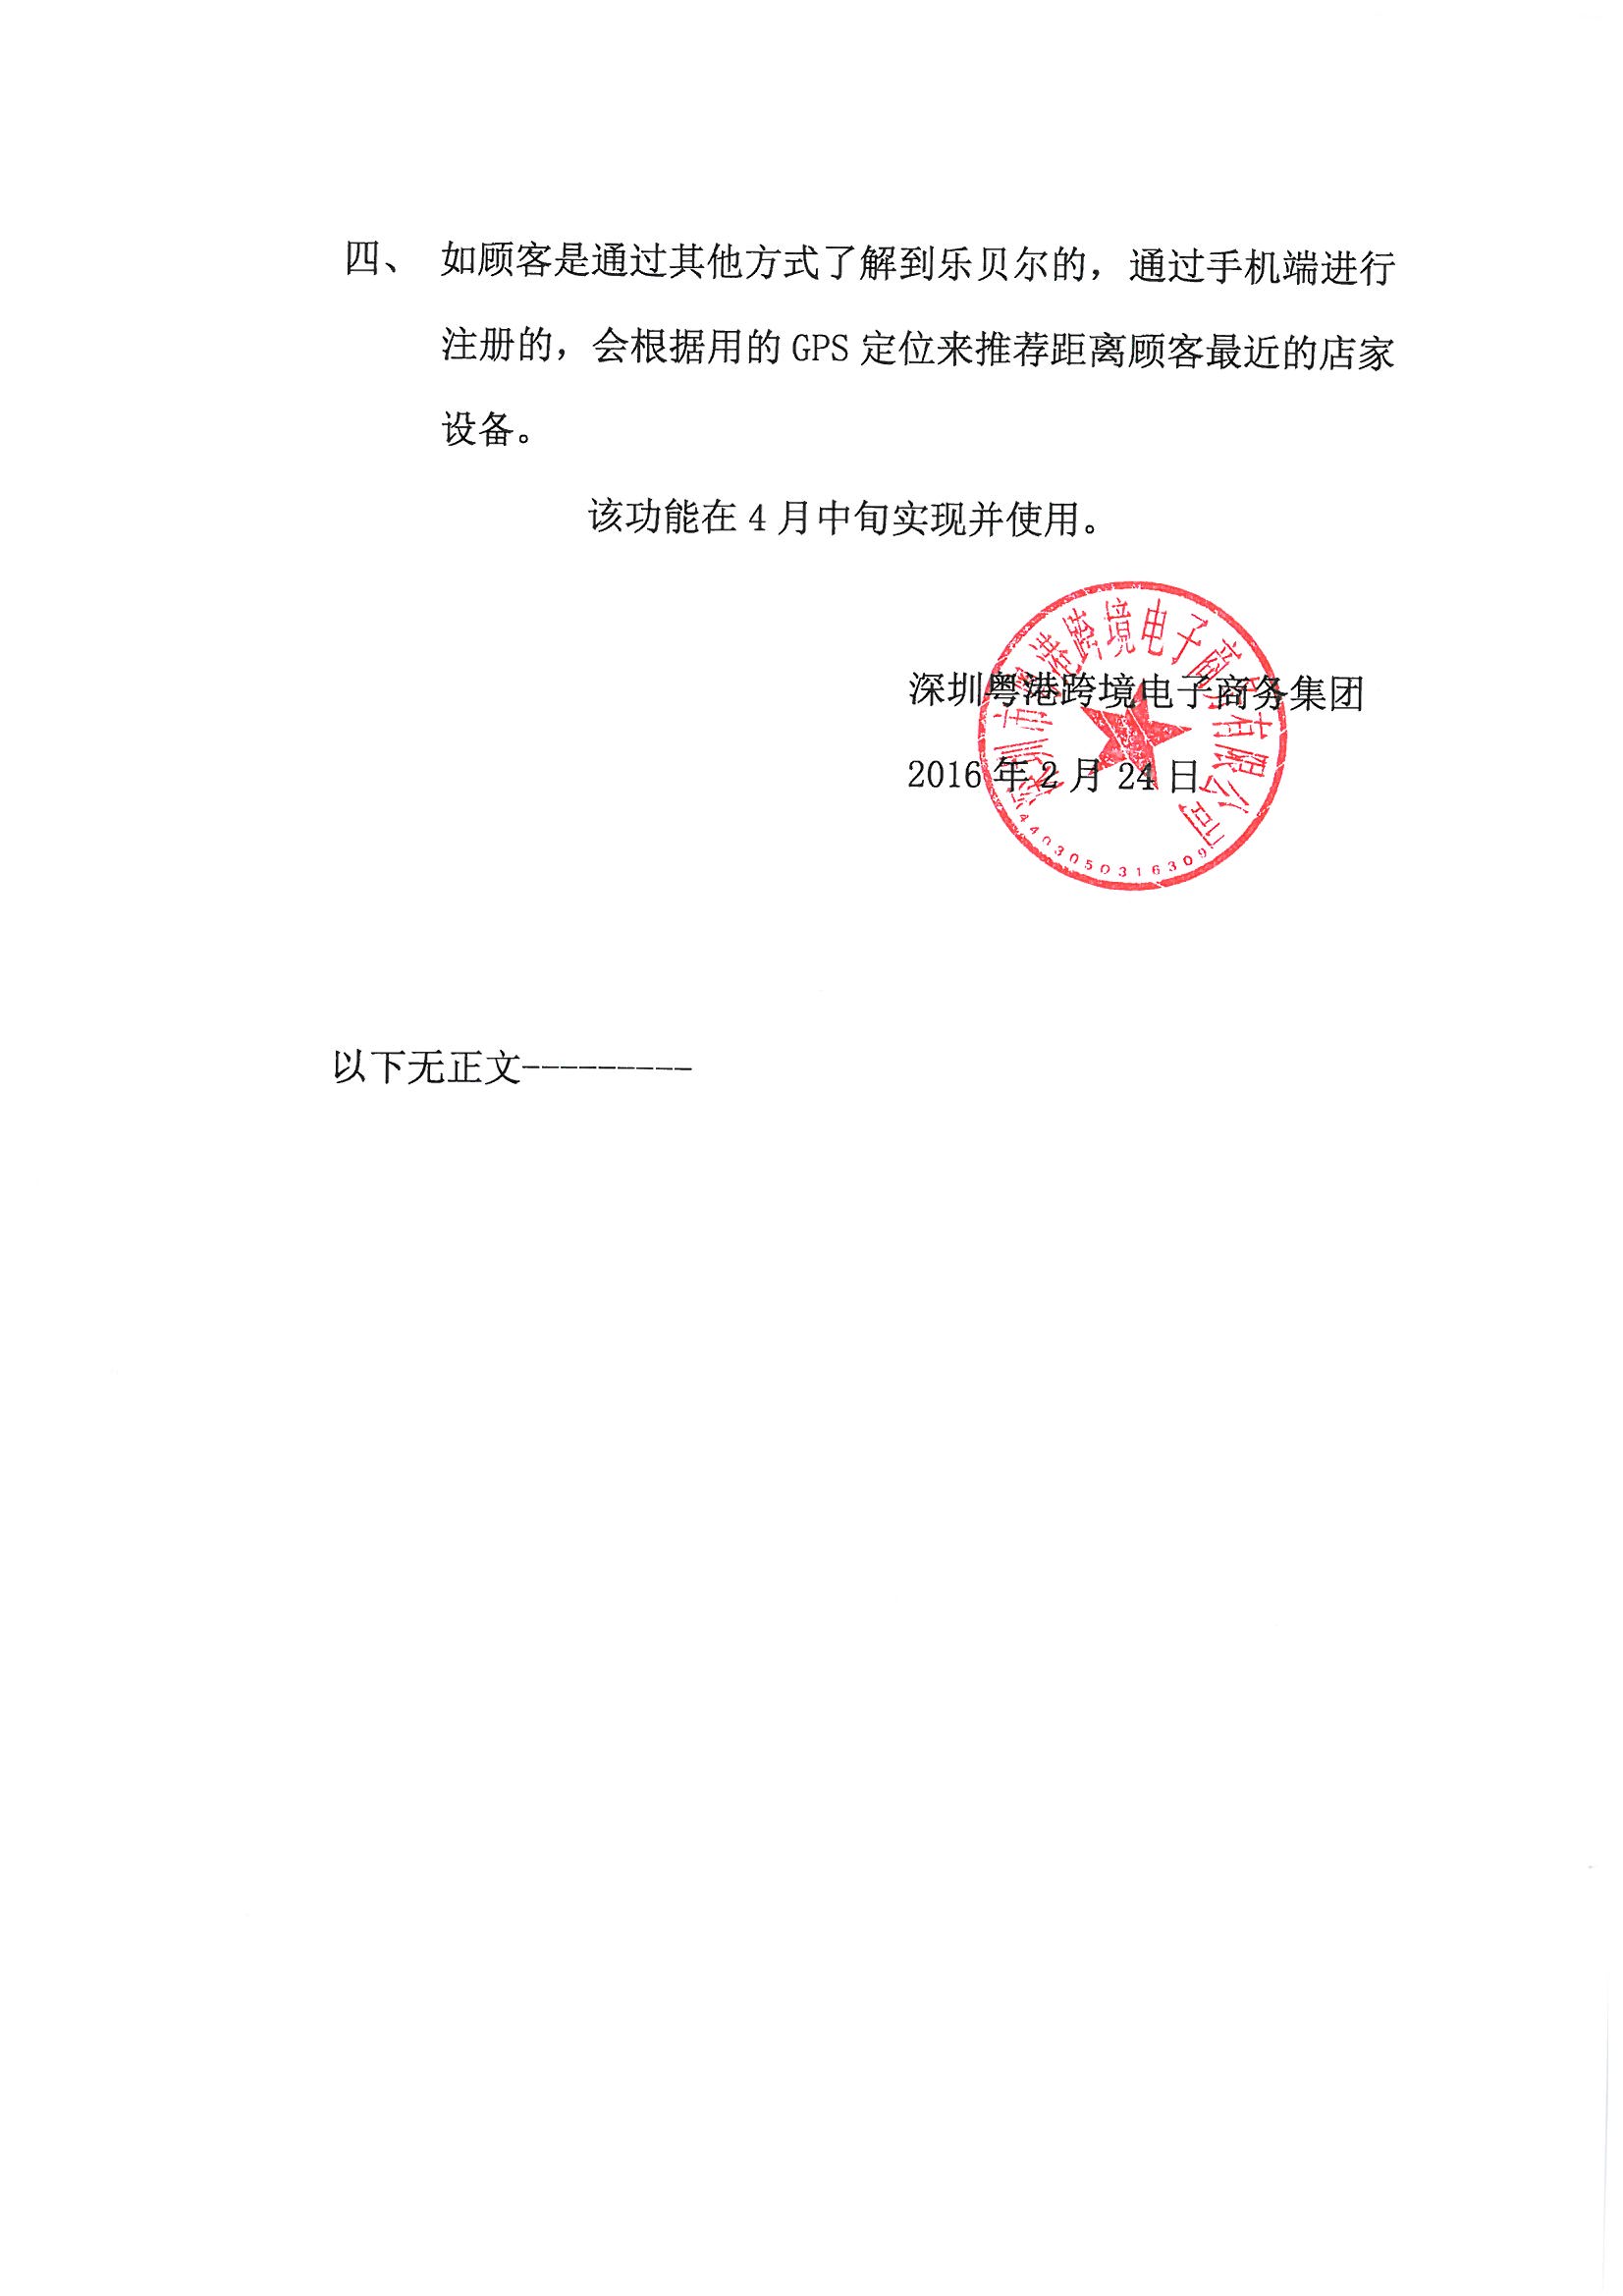 四、 如顾客是通过其他方式了解到乐贝尔的，通过手机端进行
注册的，会根据用的 GPS 定位来推荐距离顾客最近的店家
设备。
该功能在 4 月中旬实现并使用。
深圳粤港跨境电子商务集团
2016 年 2 月 24 日
深圳市粤港跨境电子商务有限公司
4403050316309
以下无正文---------